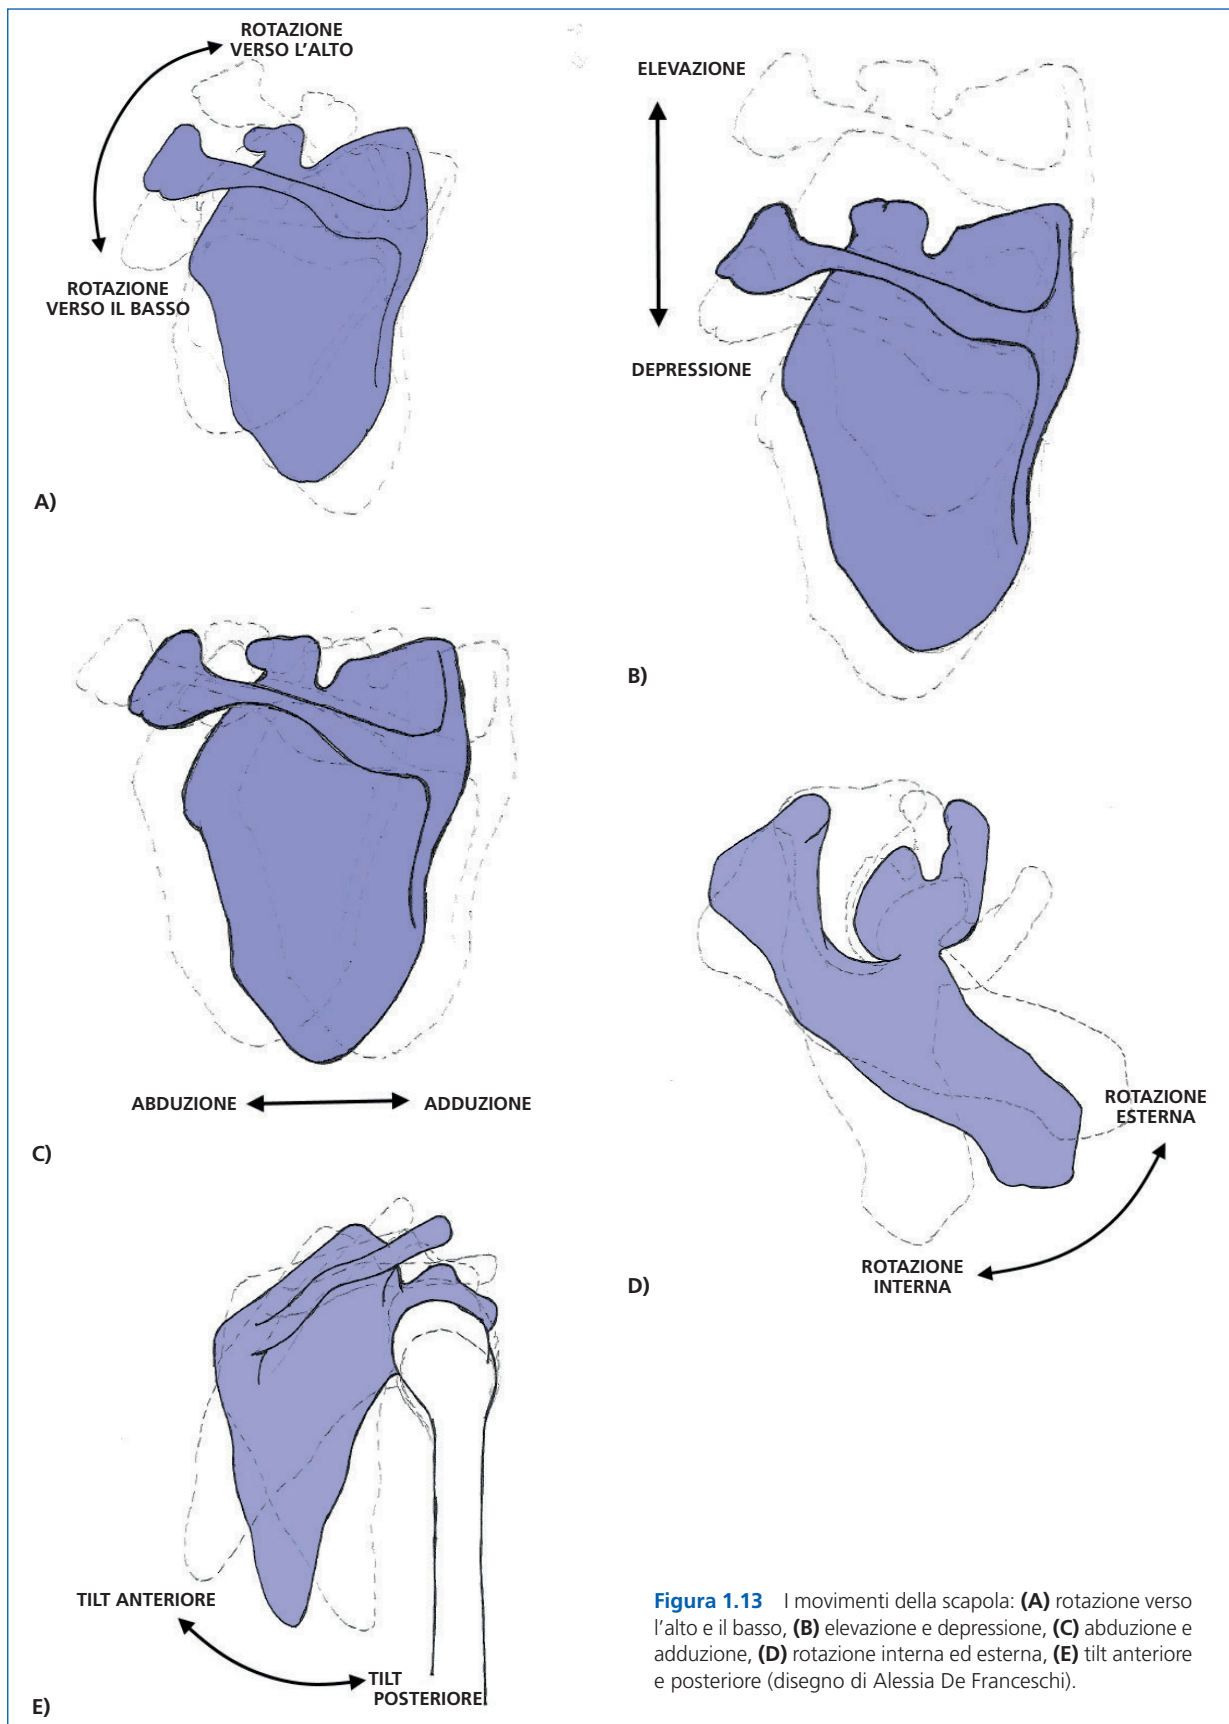 ROTAZIONE
VERSO L'ALTO
ROTAZIONE
VERSO IL BASSO
A)
ELEVAZIONE
DEPRESSIONE
B)
ABDUZIONE
ADDUZIONE
C)
ROTAZIONE
ESTERNA
ROTAZIONE
INTERNA
D)
TILT ANTERIORE
TILT
POSTERIORE
E)
Figura 1.13 I movimenti della scapola: (A) rotazione verso
l'alto e il basso, (B) elevazione e depressione, (C) abduzione e
adduzione, (D) rotazione interna ed esterna, (E) tilt anteriore
e posteriore (disegno di Alessia De Franceschi).